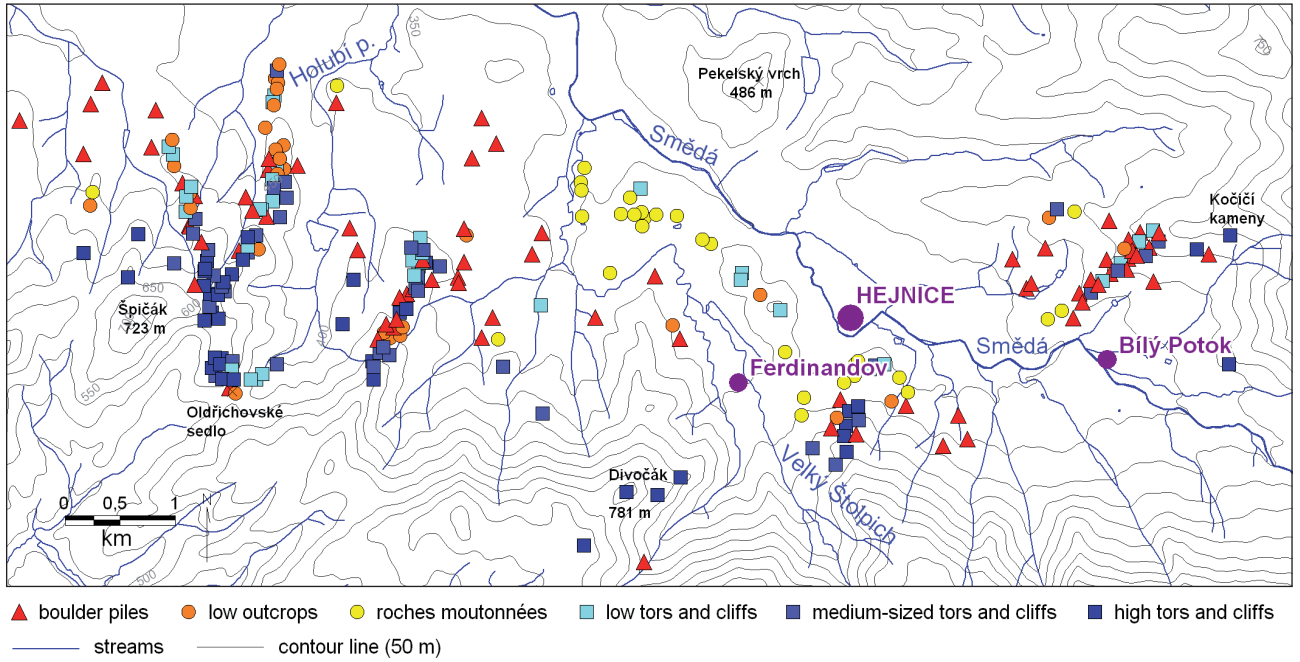 350
750
Holubí p.
Pekelský vrch
486 m
Smědá
Kočičí
kameny
650
600
Špičák
723 m
400
HEJNICE
Smědá
Bílý Potok
Ferdinandov
550
Oldřichovské
sedlo
Divočák
781 m
Velký Štolpich
0 0,5 1
km
N
500
boulder piles
low outcrops
roches moutonnées
low tors and cliffs
medium-sized tors and cliffs
high tors and cliffs
streams
contour line (50 m)